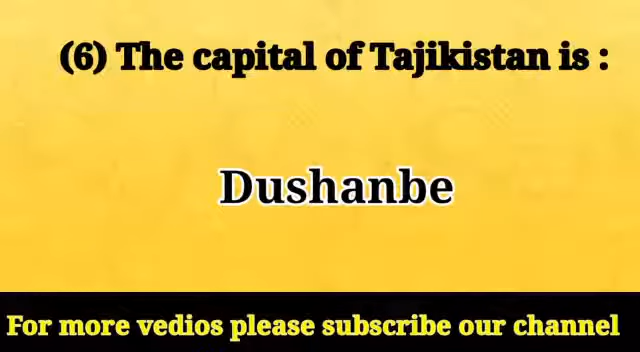 (6) The capital of Tajikistan is :
Dushanbe
For more vedios please subscribe our channel